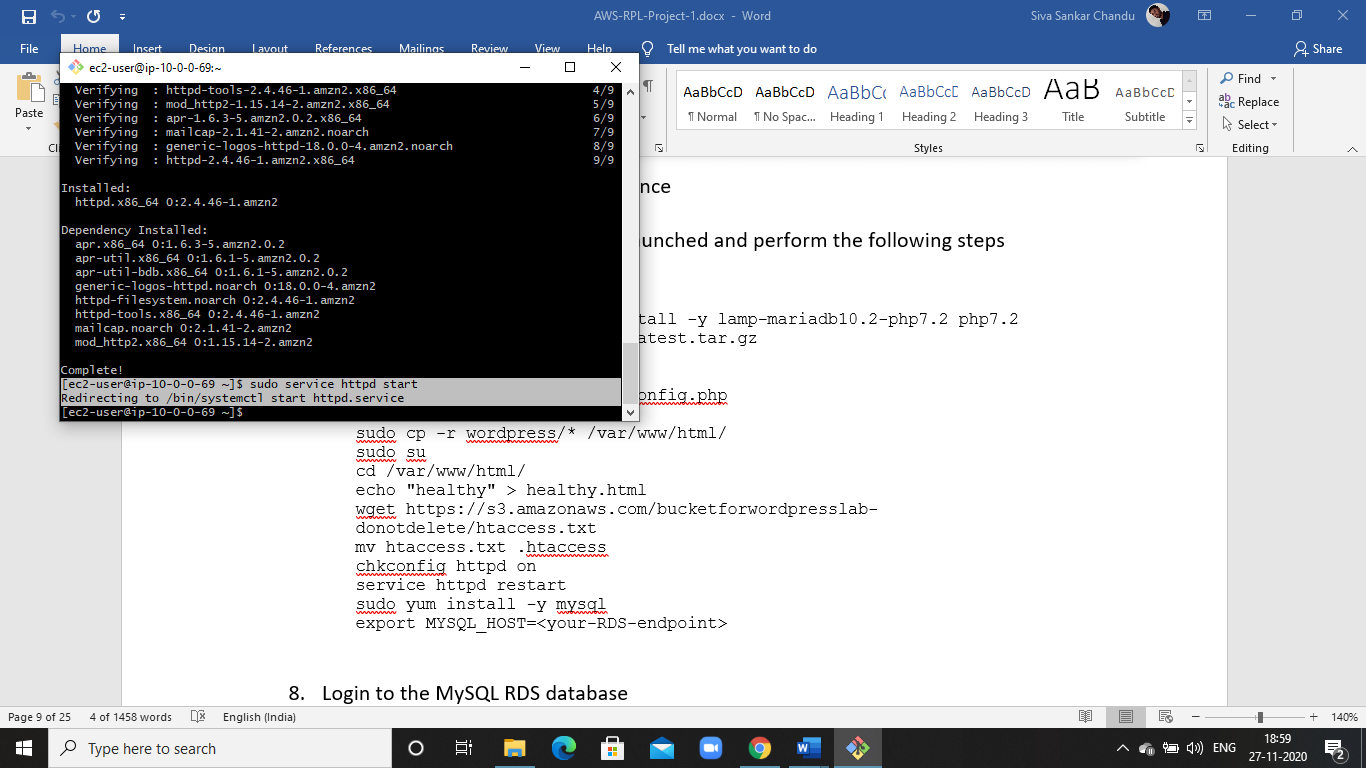 AWS-RPL-Project-1.docx - Word
Siva Sankar Chandu
File Home Insert Design Layout References Mailings Review View Help Tell me what you want to do Share
Paste
ec2-user@ip-10-0-0-69:~
Verifying : httpd-tools-2.4.46-1.amzn2.x86_64 4/9
Verifying : mod_http2-1.15.14-2.amzn2.x86_64 5/9
Verifying : apr-1.6.3-5.amzn2.0.2.x86_64 6/9
Verifying : mailcap-2.1.41-2.amzn2.noarch 7/9
Verifying : generic-logos-httpd-18.0.0-4.amzn2.noarch 8/9
Verifying : httpd-2.4.46-1.amzn2.x86_64 9/9
Installed:
httpd.x86_64 0:2.4.46-1.amzn2
Dependency Installed:
apr.x86_64 0:1.6.3-5.amzn2.0.2
apr-util.x86_64 0:1.6.1-5.amzn2.0.2
apr-util-bdb.x86_64 0:1.6.1-5.amzn2.0.2
generic-logos-httpd.noarch 0:18.0.0-4.amzn2
httpd-filesystem.noarch 0:2.4.46-1.amzn2
httpd-tools.x86_64 0:2.4.46-1.amzn2
mailcap.noarch 0:2.1.41-2.amzn2
mod_http2.x86_64 0:1.15.14-2.amzn2
Complete!
[ec2-user@ip-10-0-0-69 ~]$ sudo service httpd start
Redirecting to /bin/systemctl start httpd.service
[ec2-user@ip-10-0-0-69 ~]$
AaBbCcD AaBbCcD AaBbCc AaBbCcD AaBbCcD AaB AaBbCcD
¶ Normal ¶ No Spac... Heading 1 Heading 2 Heading 3 Title Subtitle
Styles
Find
Replace
Select
Editing
nce
unched and perform the following steps
tall -y lamp-mariadb10.2-php7.2 php7.2
atest.tar.gz
onfig.php
sudo cp -r wordpress/* /var/www/html/
sudo su
cd /var/www/html/
echo "healthy" > healthy.html
wget https://s3.amazonaws.com/bucketforwordpresslab-
donotdelete/htaccess.txt
mv htaccess.txt .htaccess
chkconfig httpd on
service httpd restart
sudo yum install -y mysql
export MYSQL_HOST=<your-RDS-endpoint>
8. Login to the MySQL RDS database
Page 9 of 25 4 of 1458 words English (India) 140%
Type here to search
ENG
18:59
27-11-2020
2